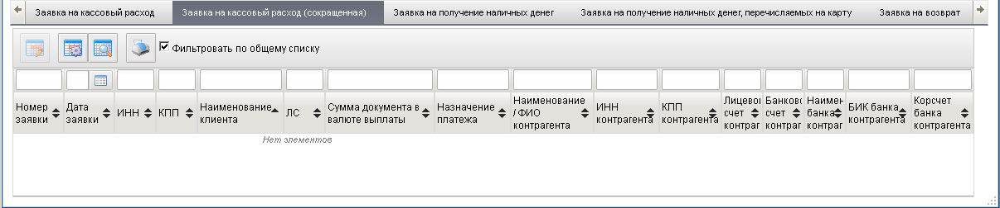 Заявка на кассовый расход
Заявка на кассовый расход (сокращенная)
Заявка на получение наличных денег
Заявка на получение наличных денег, перечисляемых на карту
Заявка на возврат
Фильтровать по общему списку
Номер
заявки
Дата
заявки
ИНН
КПП
Наименование
клиента
ЛС
Сумма документа в
валюте выплаты
Назначение
платежа
Наименование
/ ФИО
контрагента
ИНН
контрагента
КПП
контрагента
Лицево
счет
контраг
Банково
счет
контраг
Наимен
банка
контраг
БИК банка
контрагента
Корсчет
банка
контрагента
Нет элементов